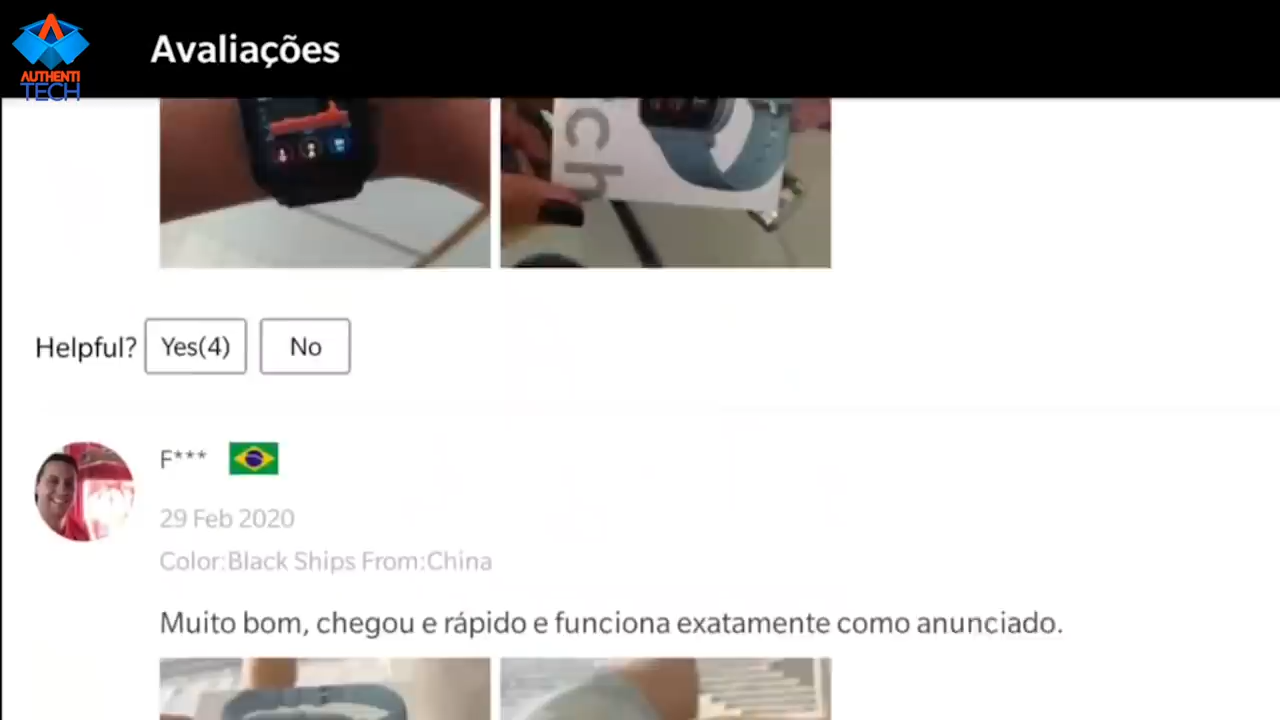 AUTHENTI
TECH
Avaliações
ch
Helpful?
Yes(4)
No
F***
29 Feb 2020
Color:Black Ships From:China
Muito bom, chegou e rápido e funciona exatamente como anunciado.